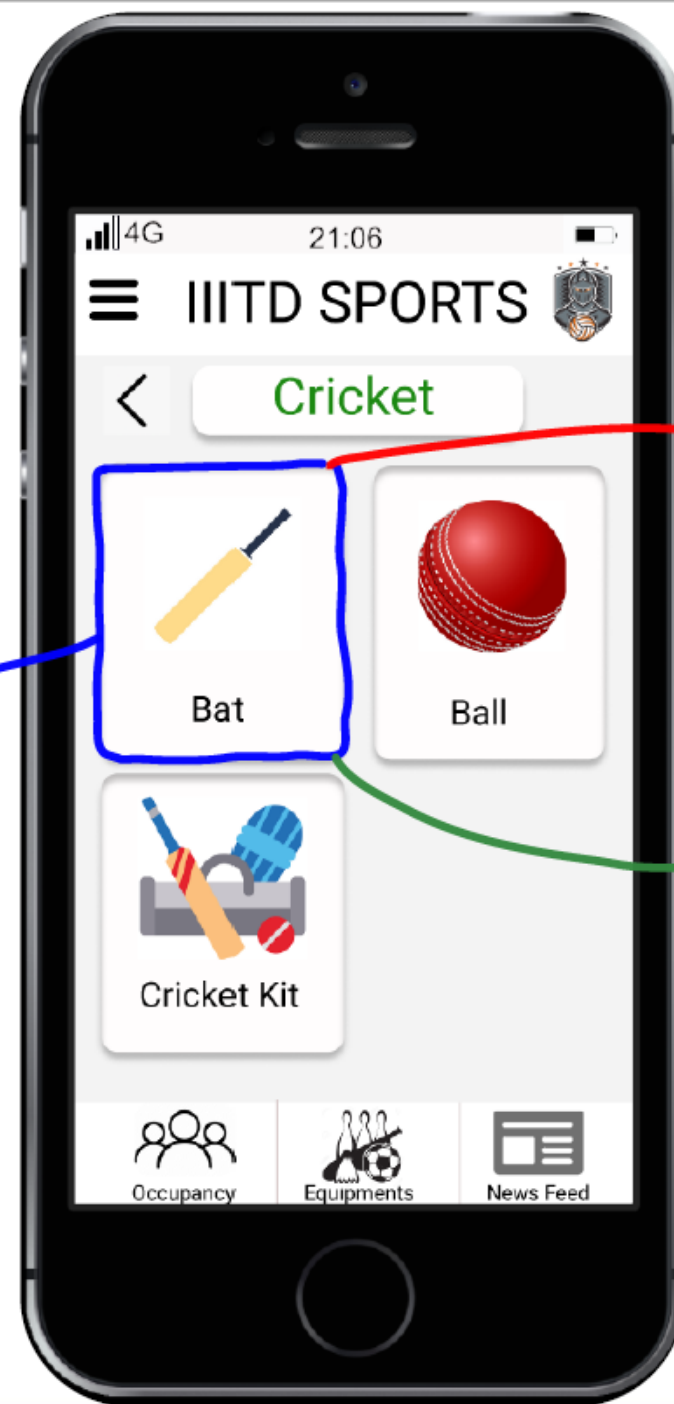 4G 21:06
IIITD SPORTS
Cricket
Bat
Ball
Cricket Kit
Occupancy
Equipments
News Feed